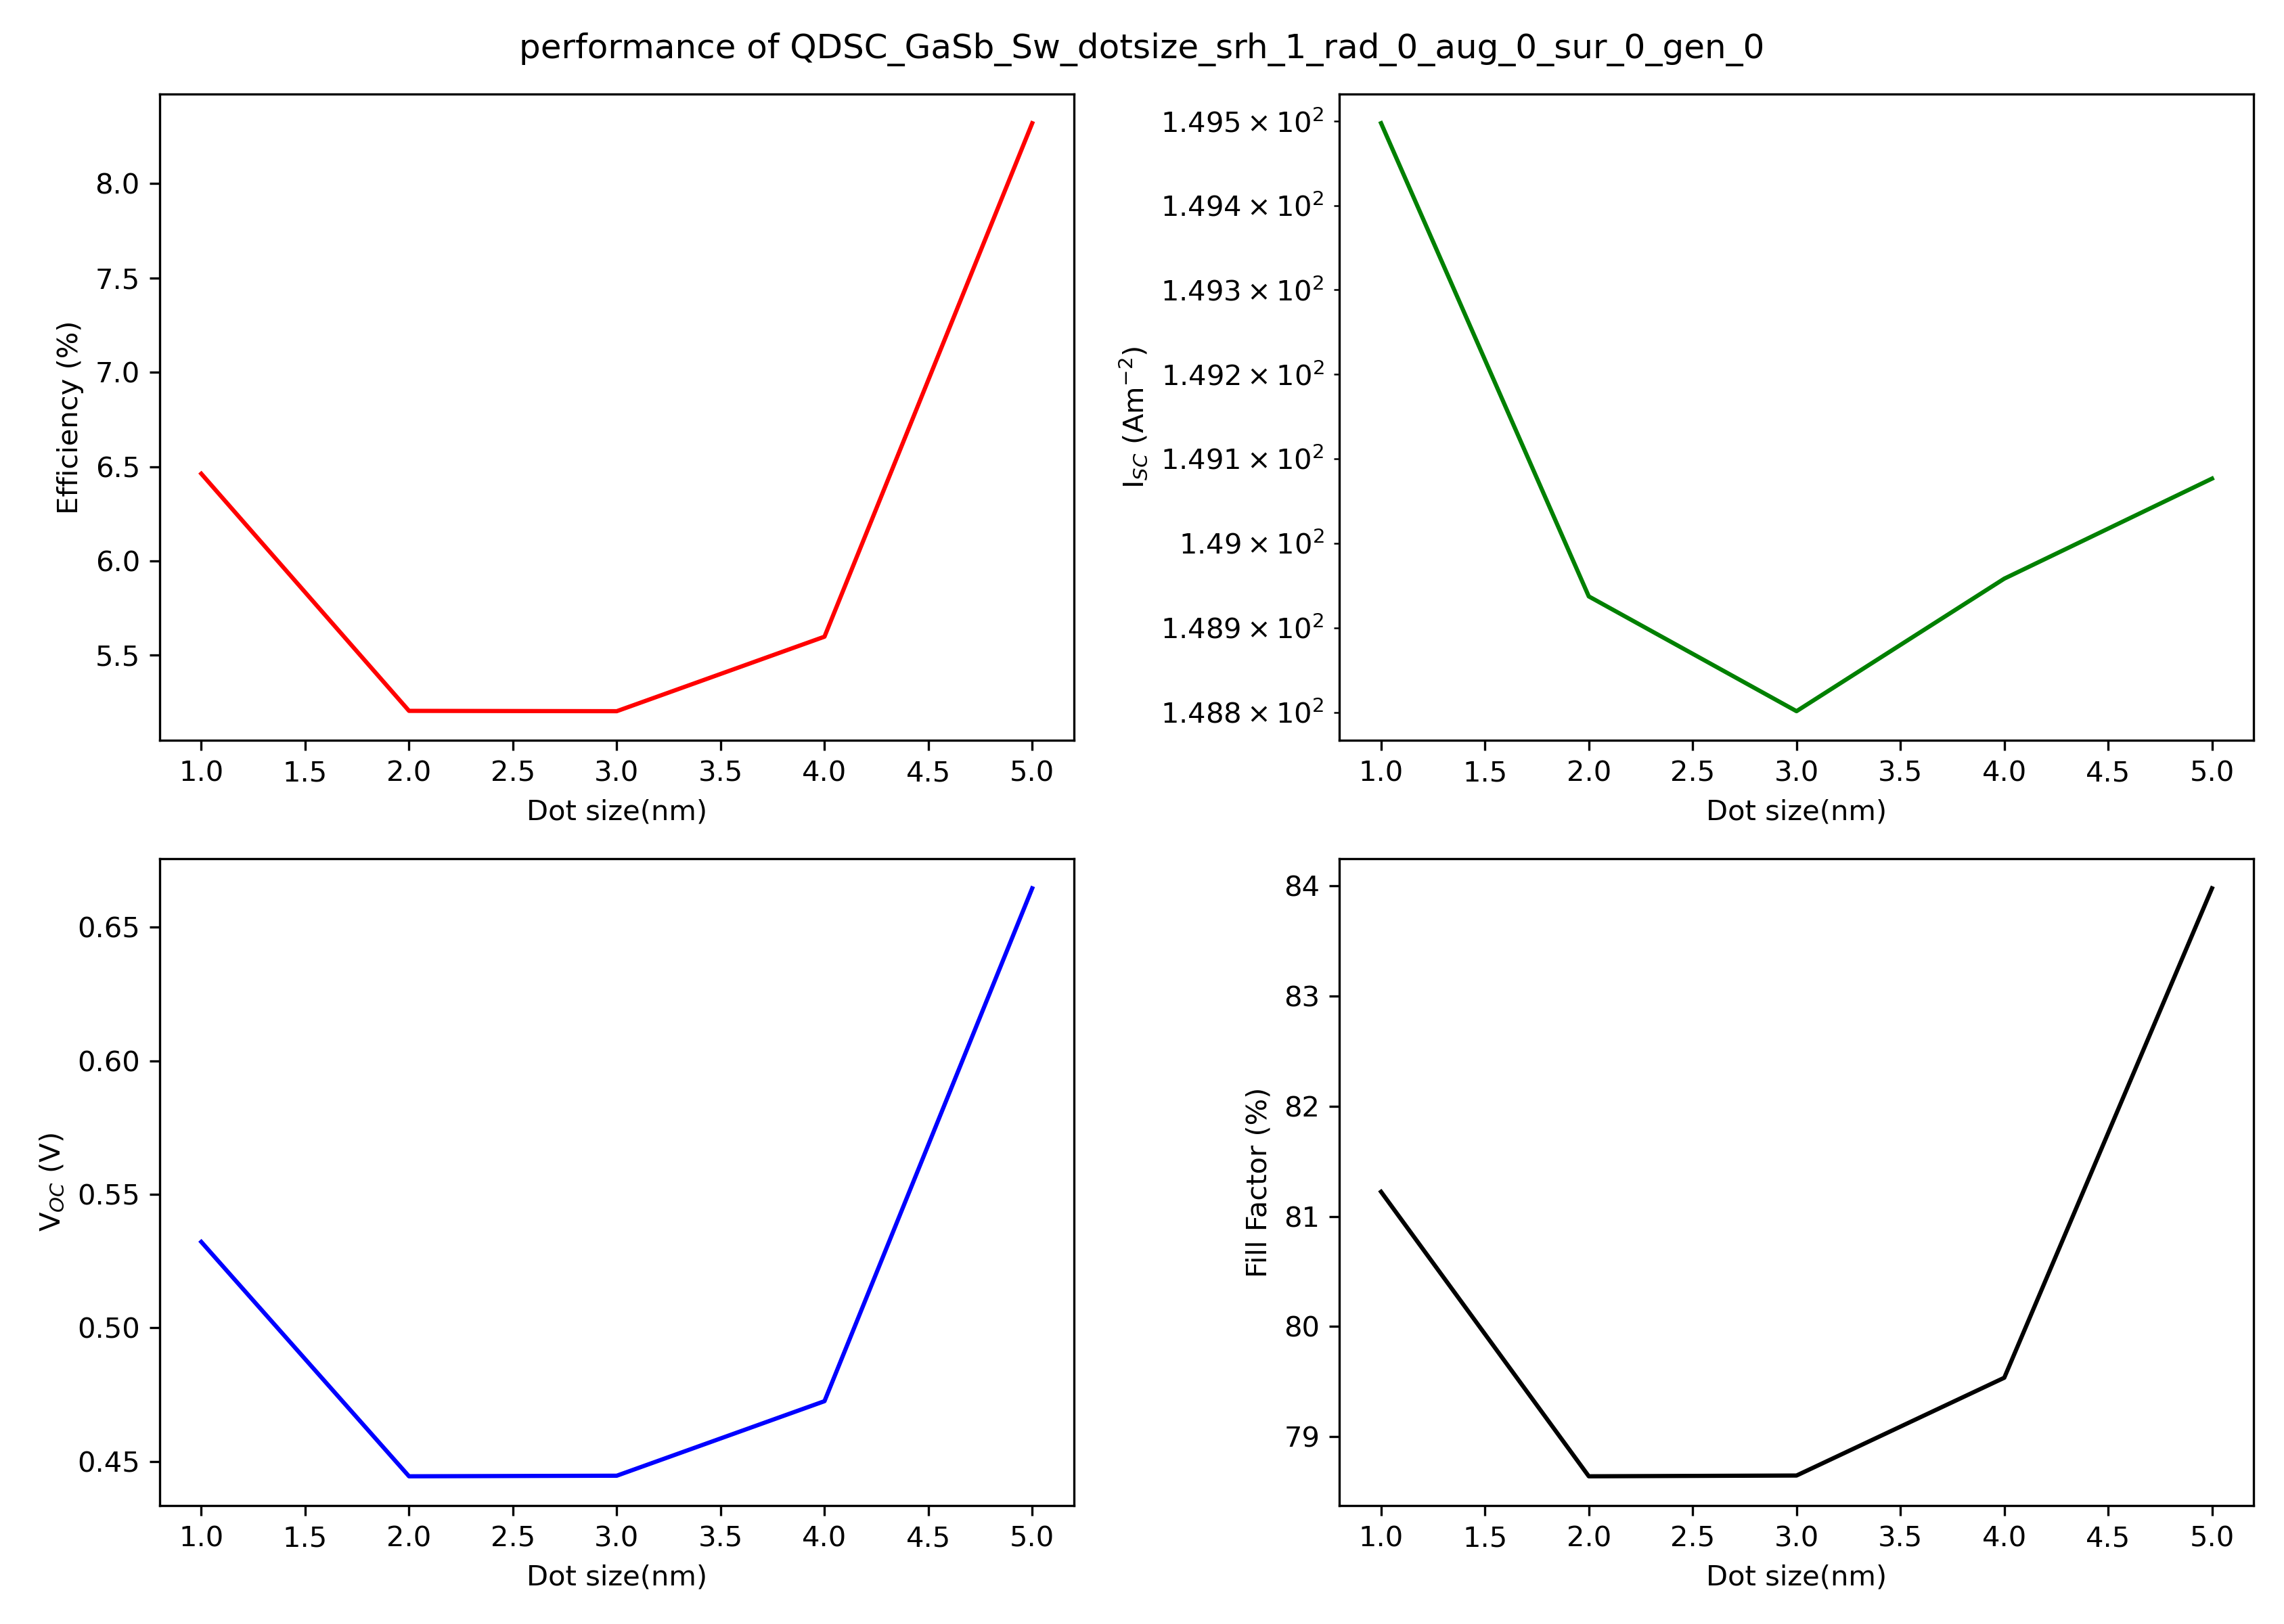 performance of QDSC_GaSb_Sw_dotsize_srh_1_rad_0_aug_0_sur_0_gen_0
Efficiency (%)
8.0
7.5
7.0
6.5
6.0
5.5
1.0 1.5 2.0 2.5 3.0 3.5 4.0 4.5 5.0
Dot size(nm)
I_SC (Am⁻²)
1.495 × 10²
1.494 × 10²
1.493 × 10²
1.492 × 10²
1.491 × 10²
1.49 × 10²
1.489 × 10²
1.488 × 10²
1.0 1.5 2.0 2.5 3.0 3.5 4.0 4.5 5.0
Dot size(nm)
V_OC (V)
0.65
0.60
0.55
0.50
0.45
1.0 1.5 2.0 2.5 3.0 3.5 4.0 4.5 5.0
Dot size(nm)
Fill Factor (%)
84
83
82
81
80
79
1.0 1.5 2.0 2.5 3.0 3.5 4.0 4.5 5.0
Dot size(nm)